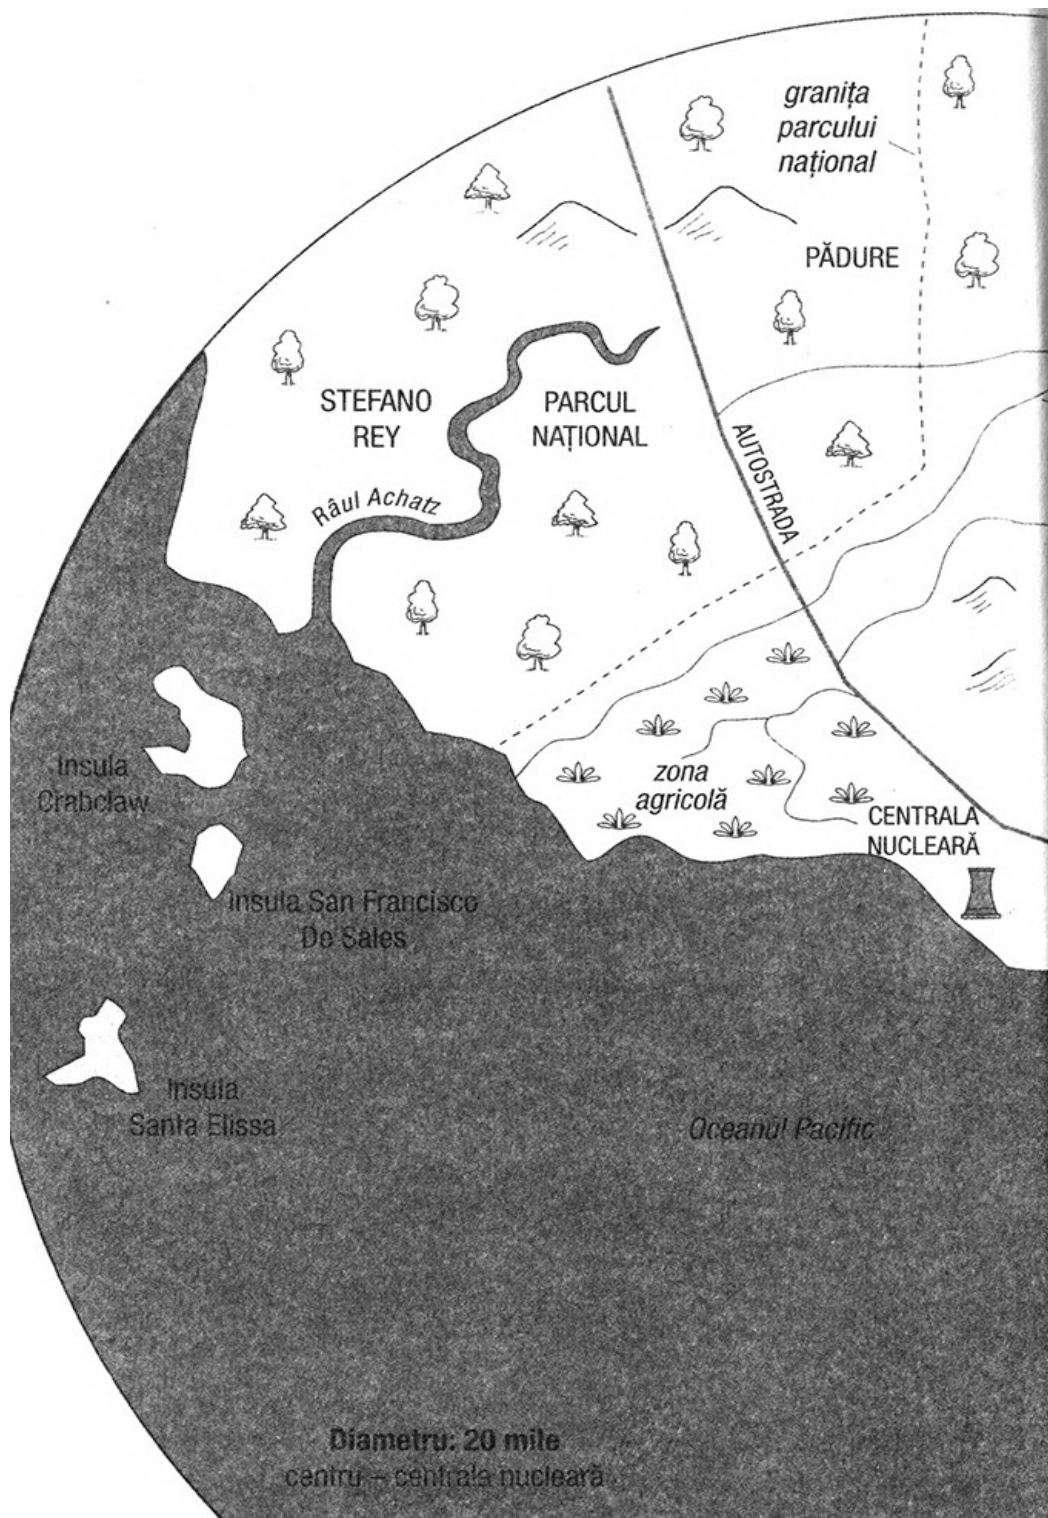 granița
parcului
național
PĂDURE
STEFANO
REY
PARCUL
NAȚIONAL
AUTOSTRADA
Râul Achatz
Insula
Crabclaw
zona
agricolă
CENTRALA
NUCLEARĂ
Insula San Francisco
De Sales
Insula
Santa Elissa
Oceanul Pacific
Diametru: 20 mile
centru – centrala nucleară